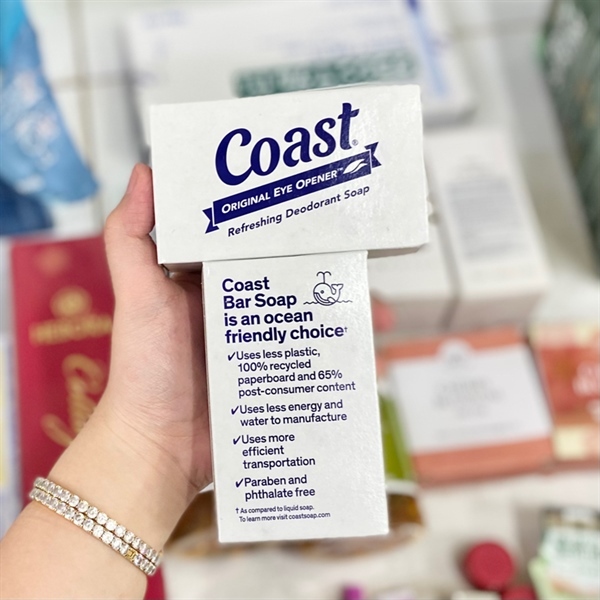 Coast®
ORIGINAL EYE OPENER™
Refreshing Deodorant Soap
Coast
Bar Soap
is an ocean
friendly choice†
✓Uses less plastic,
100% recycled
paperboard and 65%
post-consumer content
✓Uses less energy and
water to manufacture
✓Uses more
efficient
transportation
✓Paraben and
phthalate free
† As compared to liquid soap.
To learn more visit coastsoap.com